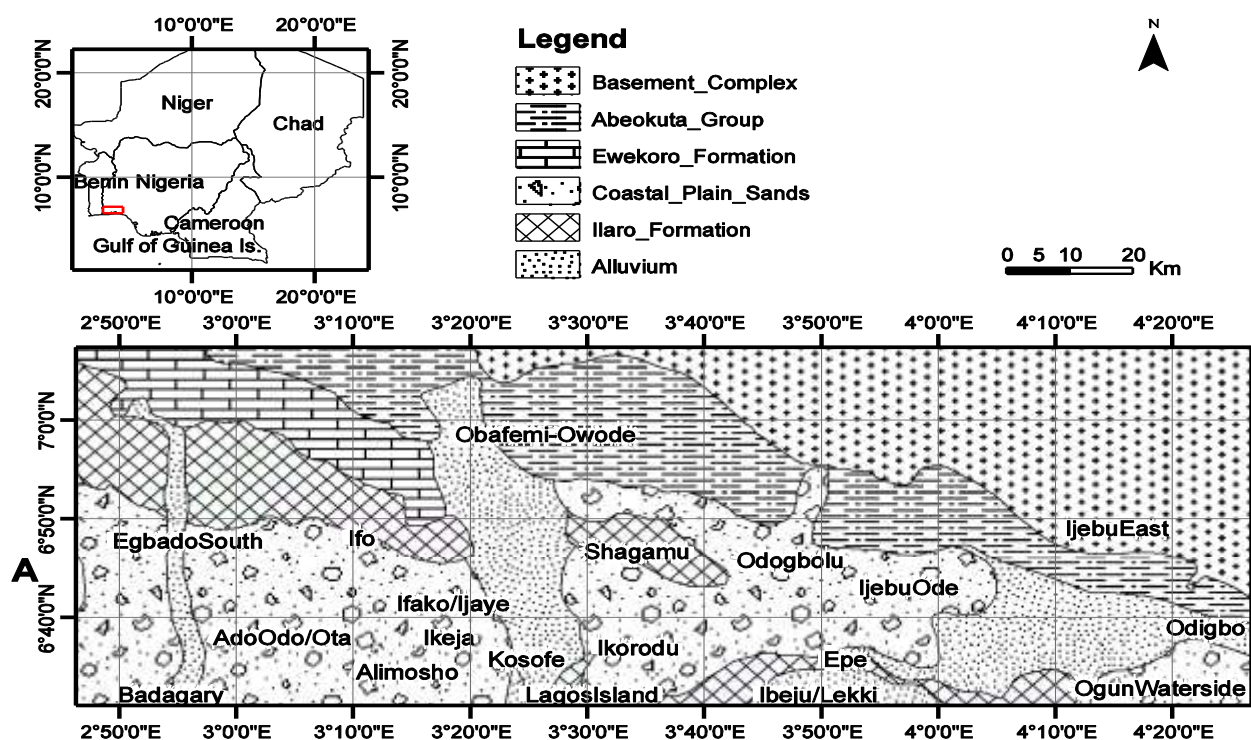 10°0'0"E 20°0'0"E
N
Legend
20°0'0"N
20°0'0"N
Niger
Chad
Basement_Complex
Abeokuta_Group
Ewekoro_Formation
10°0'0"N
10°0'0"N
Benin Nigeria
Coastal_Plain_Sands
Cameroon
Ilaro_Formation
Gulf of Guinea Is.
Alluvium
0 5 10 20
Km
10°0'0"E 20°0'0"E
2°50'0"E 3°0'0"E 3°10'0"E 3°20'0"E 3°30'0"E 3°40'0"E 3°50'0"E 4°0'0"E 4°10'0"E 4°20'0"E
7°0'0"N
Obafemi-Owode
6°50'0"N
IjebuEast
EgbadoSouth
Ifo
Shagamu
Odogbolu
A
IjebuOde
Ifako/Ijaye
6°40'0"N
Odigbo
AdoOdo/Ota
Ikeja
Ikorodu
Kosofe
Epe
Alimosho
OgunWaterside
Badagary
LagosIsland
Ibeju/Lekki
2°50'0"E 3°0'0"E 3°10'0"E 3°20'0"E 3°30'0"E 3°40'0"E 3°50'0"E 4°0'0"E 4°10'0"E 4°20'0"E